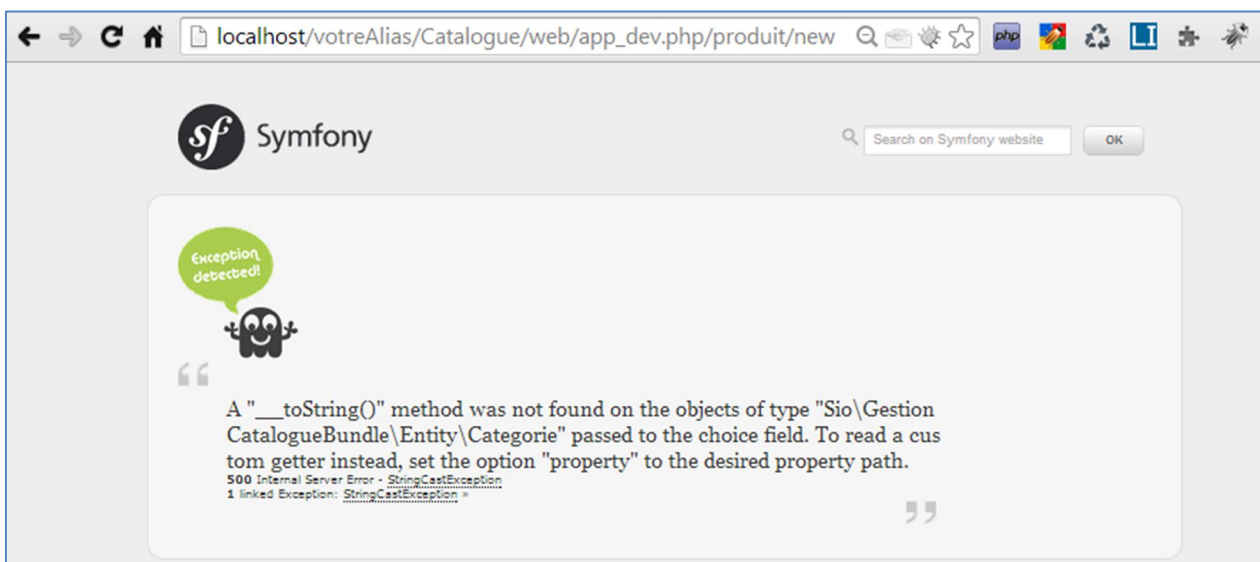 localhost/votreAlias/Catalogue/web/app_dev.php/produit/new
php
LI
sf
Symfony
Search on Symfony website
OK
Exception
detected!
“
A "__toString()" method was not found on the objects of type "Sio\Gestion
CatalogueBundle\Entity\Categorie" passed to the choice field. To read a cus
tom getter instead, set the option "property" to the desired property path.
500 Internal Server Error - StringCastException
1 linked Exception: StringCastException »
”